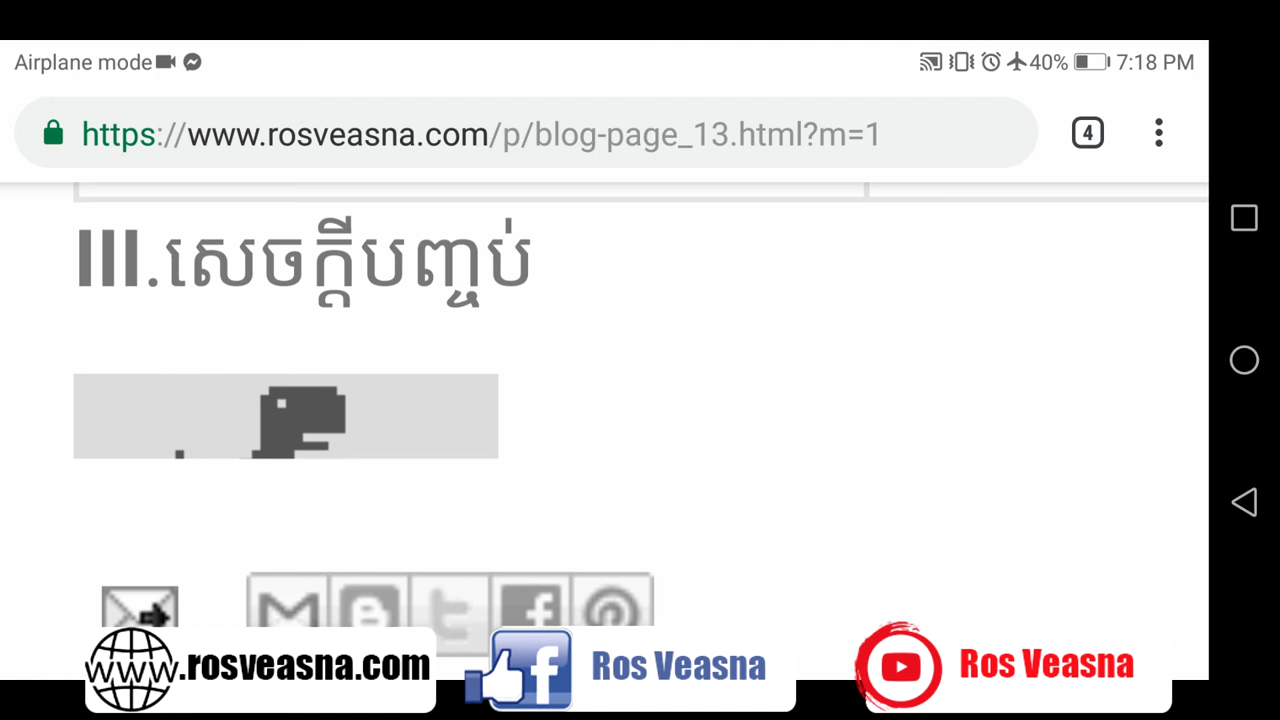 Airplane mode 40% 7:18 PM
https://www.rosveasna.com/p/blog-page_13.html?m=1 4
III.សេចក្ដីបញ្ចប់
www.rosveasna.com Ros Veasna Ros Veasna